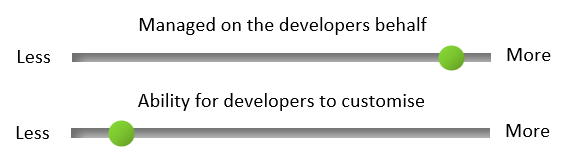 Managed on the developers behalf
Less
More
Ability for developers to customise
Less
More